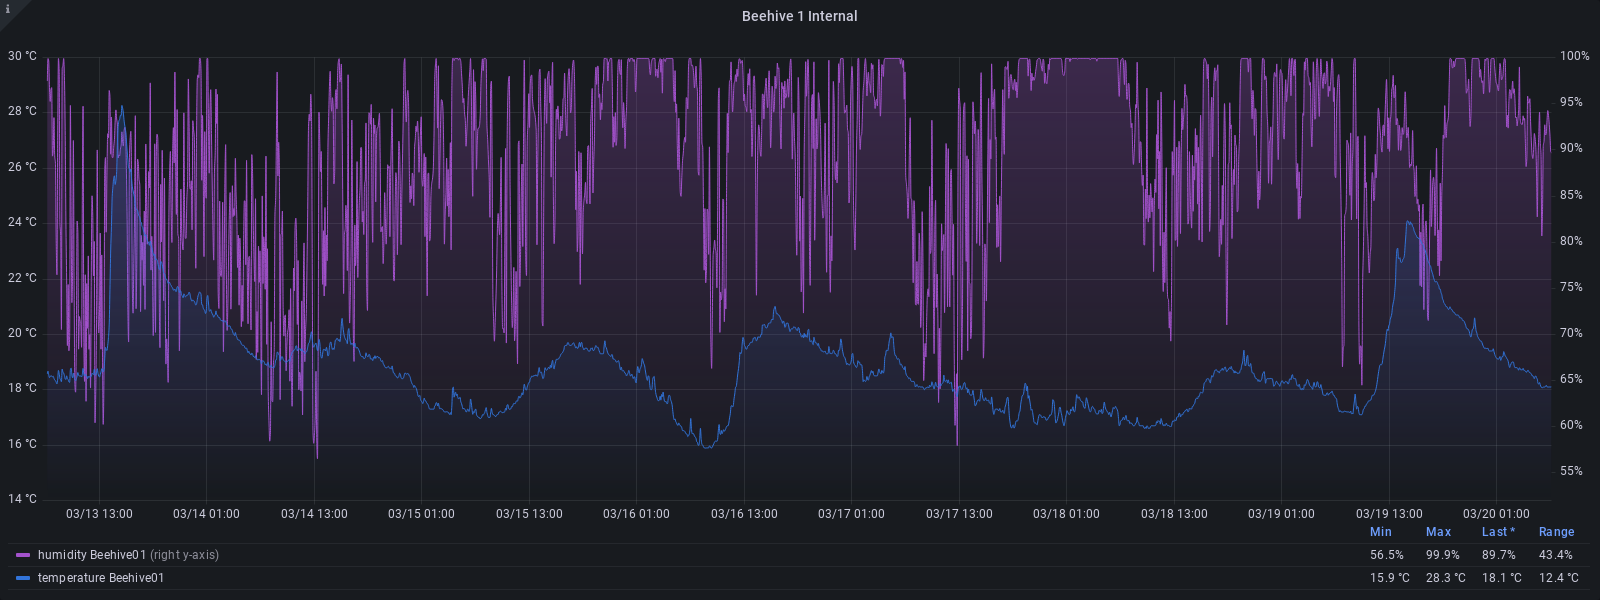 i
Beehive 1 Internal
30 °C
28 °C
26 °C
24 °C
22 °C
20 °C
18 °C
16 °C
14 °C
100%
95%
90%
85%
80%
75%
70%
65%
60%
55%
03/13 13:00 03/14 01:00 03/14 13:00 03/15 01:00 03/15 13:00 03/16 01:00 03/16 13:00 03/17 01:00 03/17 13:00 03/18 01:00 03/18 13:00 03/19 01:00 03/19 13:00 03/20 01:00
Min Max Last * Range
humidity Beehive01 (right y-axis) 56.5% 99.9% 89.7% 43.4%
temperature Beehive01 15.9 °C 28.3 °C 18.1 °C 12.4 °C